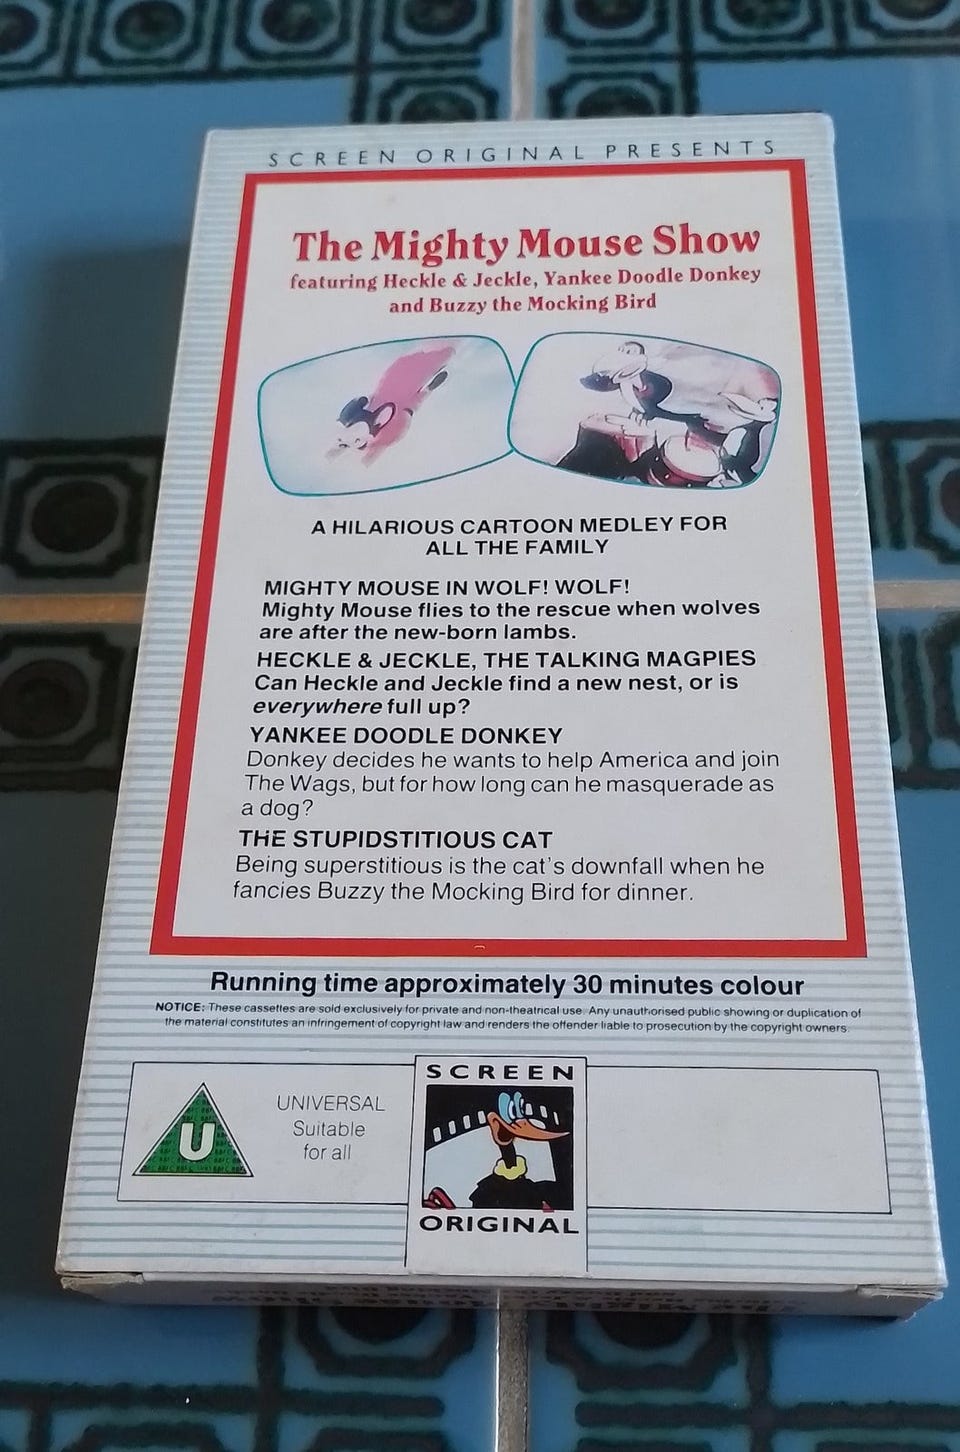 SCREEN ORIGINAL PRESENTS
The Mighty Mouse Show
featuring Heckle & Jeckle, Yankee Doodle Donkey
and Buzzy the Mocking Bird
A HILARIOUS CARTOON MEDLEY FOR
ALL THE FAMILY
MIGHTY MOUSE IN WOLF! WOLF!
Mighty Mouse flies to the rescue when wolves
are after the new-born lambs.
HECKLE & JECKLE, THE TALKING MAGPIES
Can Heckle and Jeckle find a new nest, or is
everywhere full up?
YANKEE DOODLE DONKEY
Donkey decides he wants to help America and join
The Wags, but for how long can he masquerade as
a dog?
THE STUPIDSTITIOUS CAT
Being superstitious is the cat's downfall when he
fancies Buzzy the Mocking Bird for dinner.
Running time approximately 30 minutes colour
NOTICE: These cassettes are sold exclusively for private and non-theatrical use. Any unauthorised public showing or duplication of
the material constitutes an infringement of copyright law and renders the offender liable to prosecution by the copyright owners.
U
UNIVERSAL
Suitable
for all
SCREEN
ORIGINAL